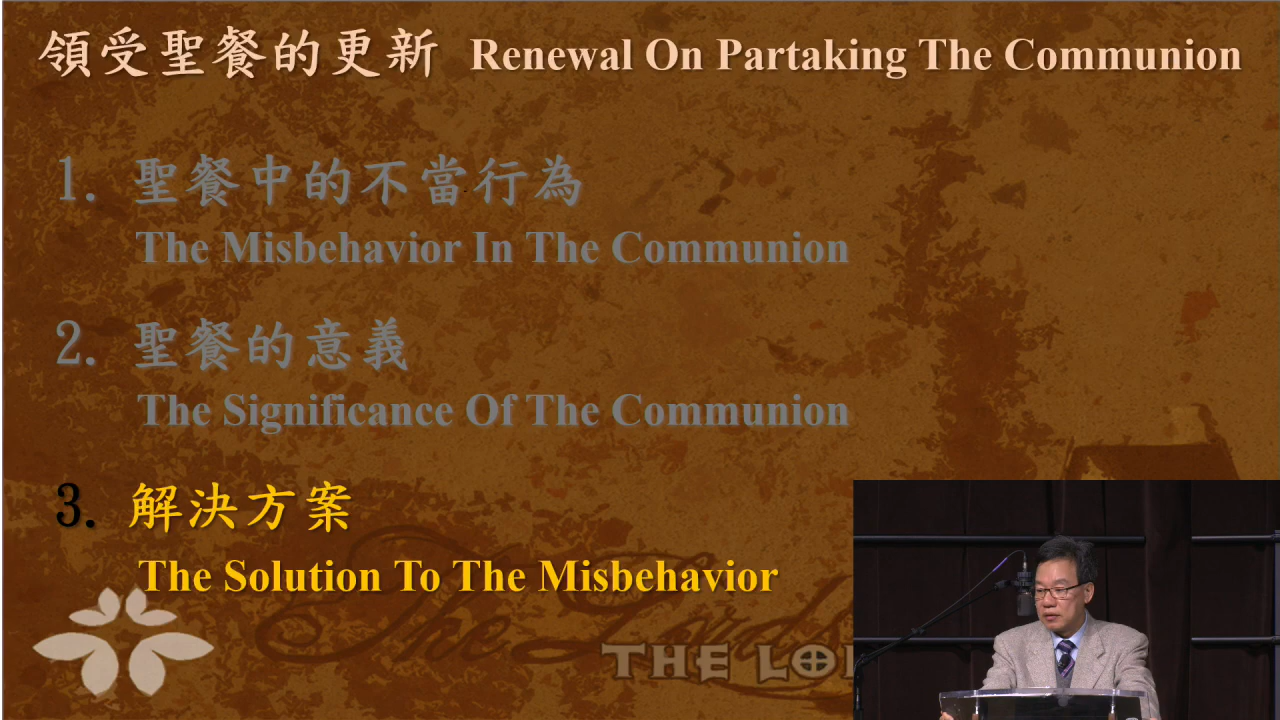 領受聖餐的更新 Renewal On Partaking The Communion
1. 聖餐中的不當行為
The Misbehavior In The Communion
2. 聖餐的意義
The Significance Of The Communion
3. 解決方案
The Solution To The Misbehavior
The Lord's
THE LO